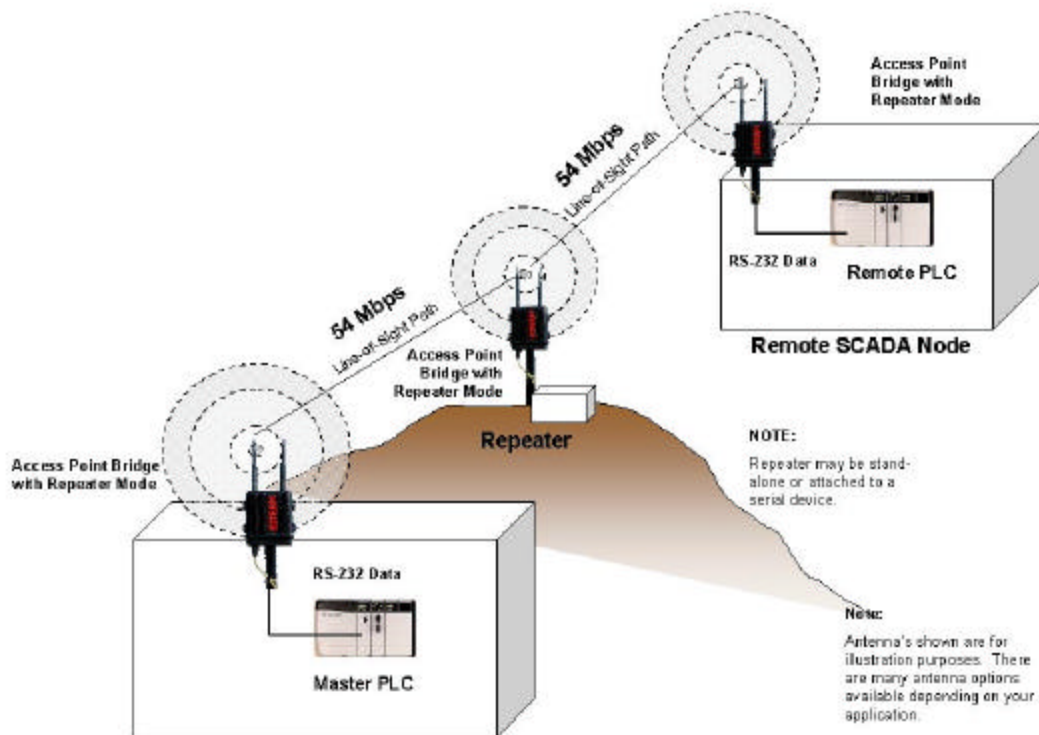 Access Point
Bridge with
Repeater Mode
54 Mbps
Line-of-Sight Path
RS-232 Data
Remote PLC
Remote SCADA Node
54 Mbps
Line-of-Sight Path
Access Point
Bridge with
Repeater Mode
Repeater
NOTE:
Repeater may be stand-
alone or attached to a
serial device.
Access Point Bridge
with Repeater Mode
RS-232 Data
Master PLC
Note:
Antenna's shown are for
illustration purposes. There
are many antenna options
available depending on your
application.